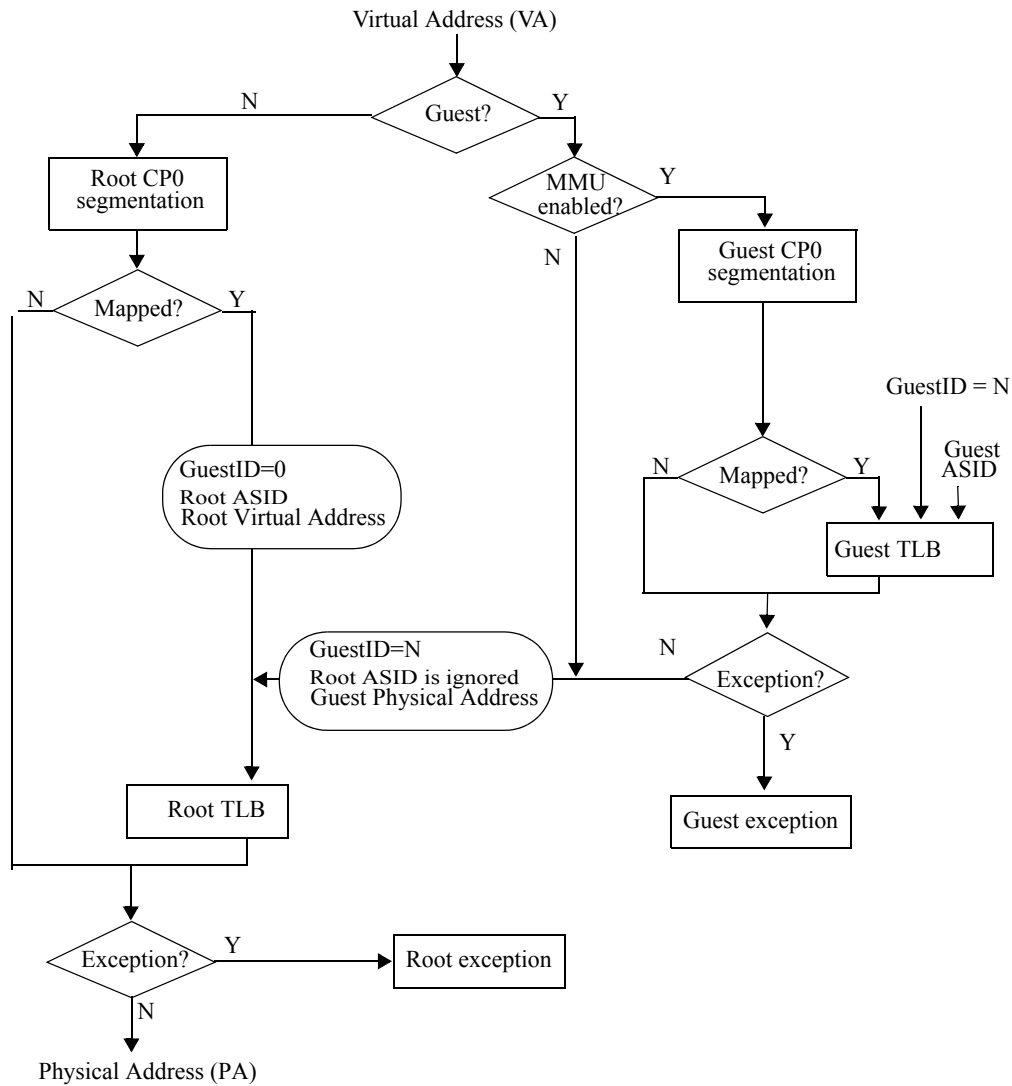 Virtual Address (VA)
Guest?
N
Y
Root CP0
segmentation
MMU
enabled?
Y
N
Guest CP0
segmentation
N
Mapped?
Y
GuestID = N
Guest
ASID
N
Mapped?
Y
GuestID=0
Root ASID
Root Virtual Address
Guest TLB
GuestID=N
Root ASID is ignored
Guest Physical Address
N
Exception?
Y
Root TLB
Guest exception
Exception?
Y
Root exception
N
Physical Address (PA)